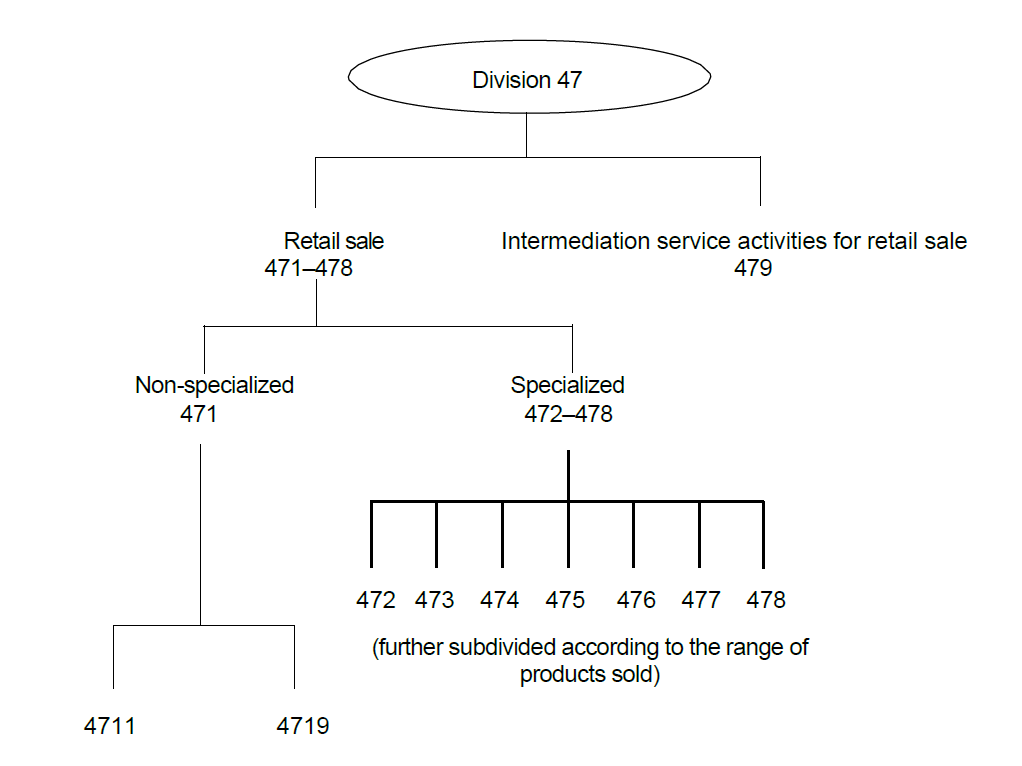 Division 47
Retail sale
471–478
Intermediation service activities for retail sale
479
Non-specialized
471
Specialized
472–478
472 473 474 475 476 477 478
(further subdivided according to the range of
products sold)
4711 4719